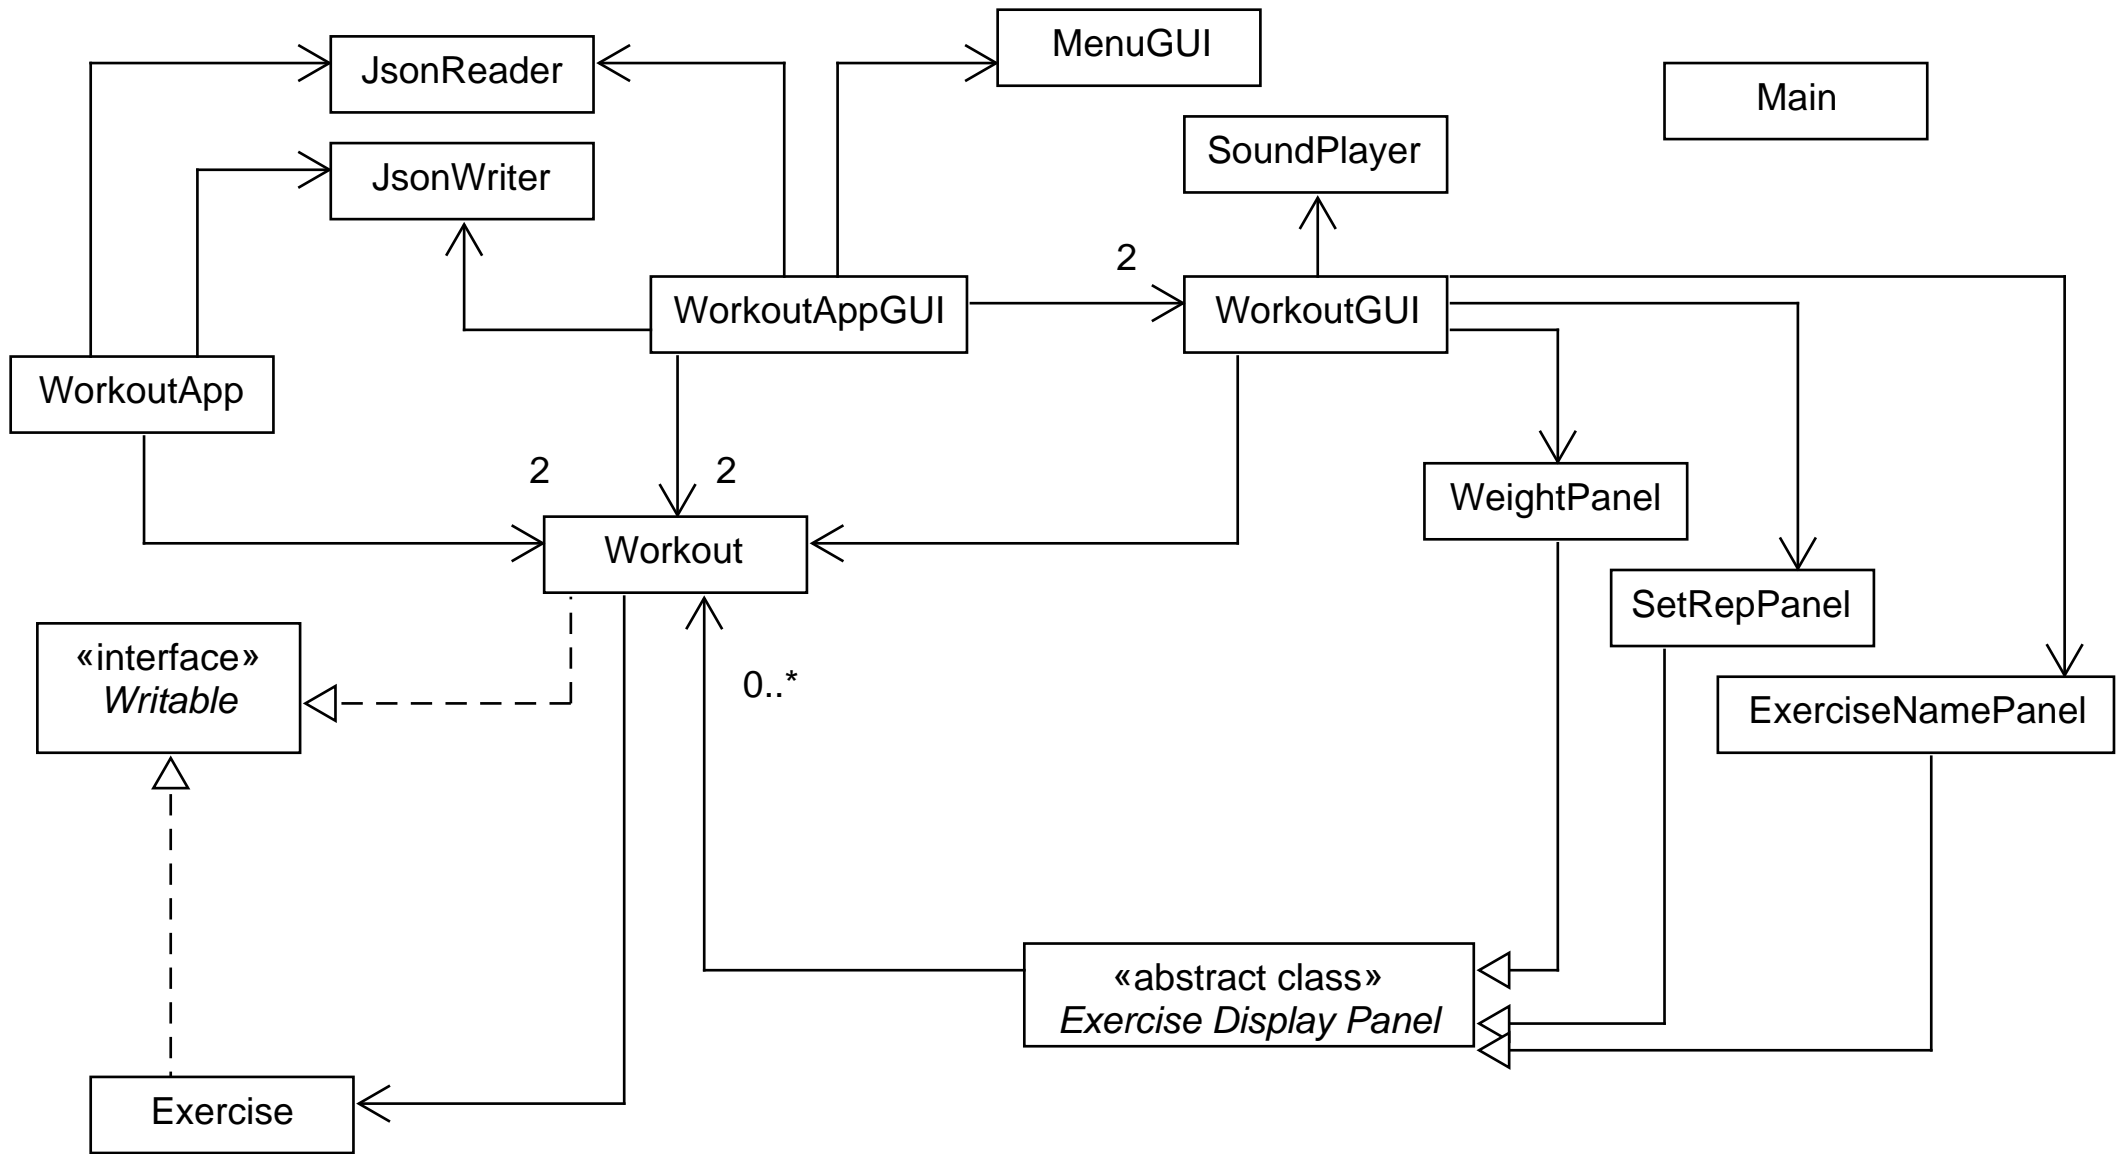 MenuGUI
JsonReader
Main
SoundPlayer
JsonWriter
2
WorkoutAppGUI
WorkoutGUI
WorkoutApp
2
2
WeightPanel
Workout
SetRepPanel
«interface»
Writable
0..*
ExerciseNamePanel
«abstract class»
Exercise Display Panel
Exercise